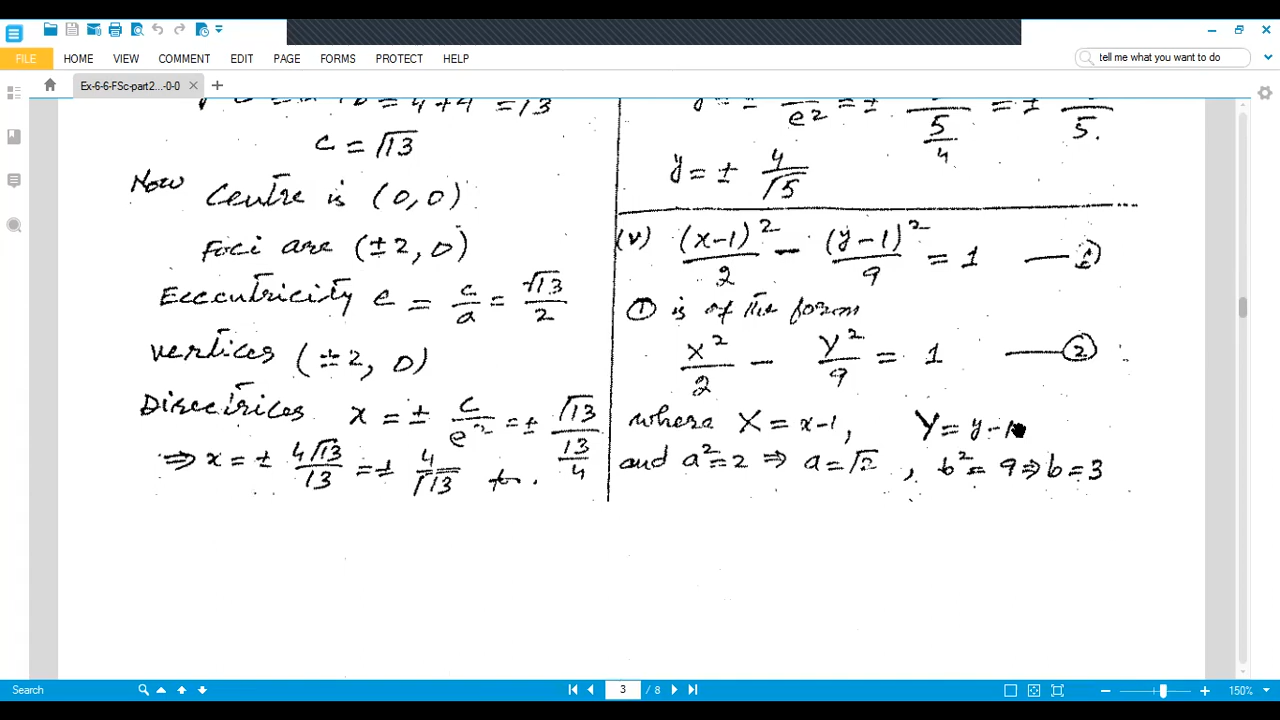 FILE HOME VIEW COMMENT EDIT PAGE FORMS PROTECT HELP
tell me what you want to do
Ex-6-6-FSc-part2...-0-0
c = √13
Now Centre is (0,0)
Foci are (±2, 0)
Ecccutricidy e = c/a = √13/2
vertices (±2, 0)
Directrices x = ± c/e² = ± √13/(13/4)
⇒ x = ± 4√13/13 = ± 4/√13
y = ± 4/√5
(v) (x-1)²/2 - (y-1)²/9 = 1
① is of the form
X²/2 - Y²/9 = 1 — ②
where X = x-1, Y = y-1
and a² = 2 ⇒ a = √2, b² = 9 ⇒ b = 3
Search
3 / 8
150%